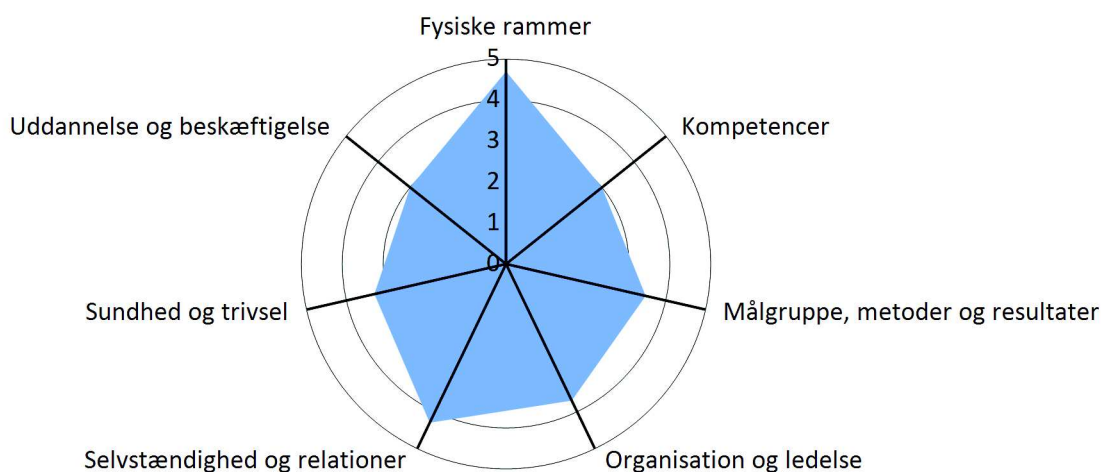 Fysiske rammer
5
4
3
2
1
0
Uddannelse og beskæftigelse
Kompetencer
Sundhed og trivsel
Målgruppe, metoder og resultater
Selvstændighed og relationer
Organisation og ledelse